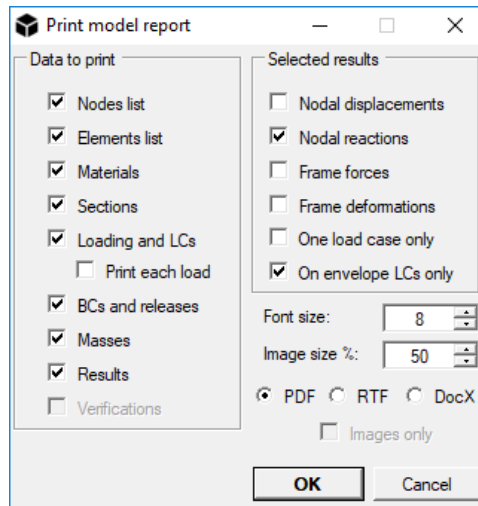 Print model report
Data to print
Nodes list
Elements list
Materials
Sections
Loading and LCs
Print each load
BCs and releases
Masses
Results
Verifications
Selected results
Nodal displacements
Nodal reactions
Frame forces
Frame deformations
One load case only
On envelope LCs only
Font size: 8
Image size %: 50
PDF RTF DocX
Images only
OK Cancel